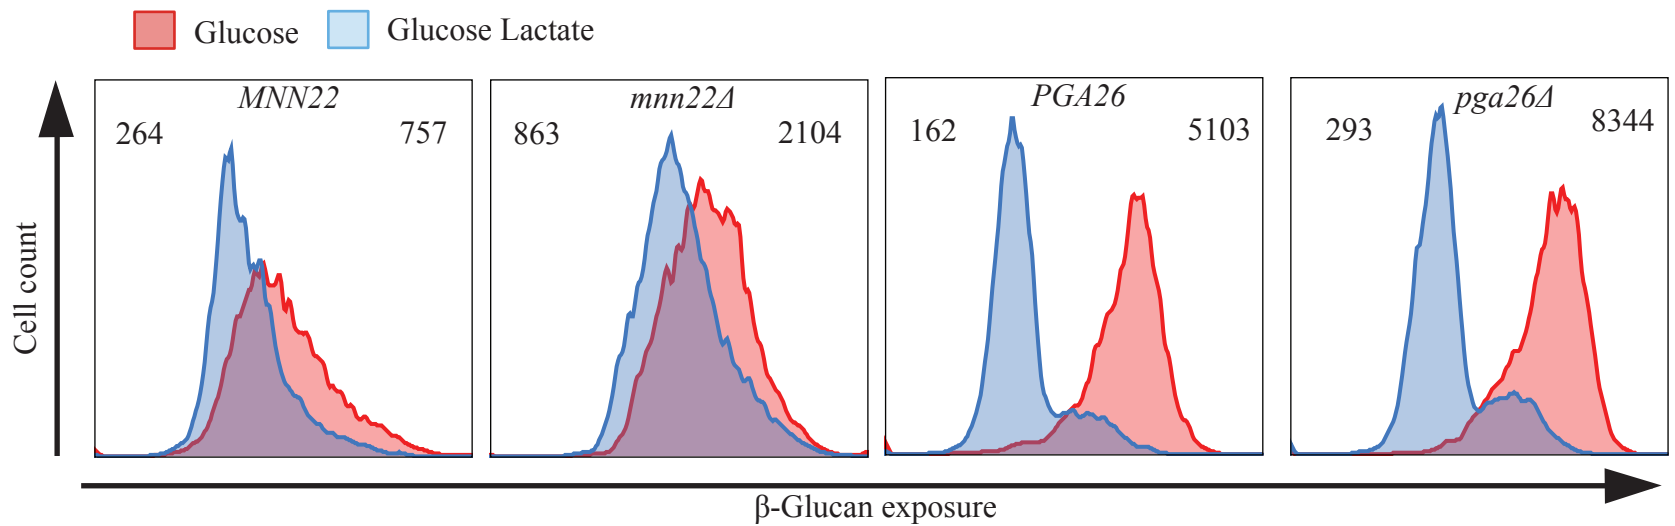 Glucose
Glucose Lactate
MNN22
264
757
mnn22Δ
863
2104
PGA26
162
5103
pga26Δ
293
8344
Cell count
β-Glucan exposure